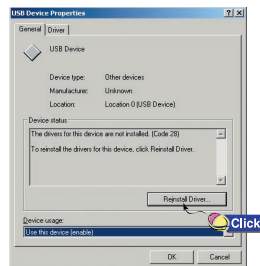 USB Device Properties
General Driver
USB Device
Device type: Other devices
Manufacturer: Unknown
Location: Location 0 (USB Device)
Device status
The drivers for this device are not installed. (Code 28)
To reinstall the drivers for this device, click Reinstall Driver.
Reinstall Driver...
Click
Device usage:
Use this device (enable)
OK Cancel